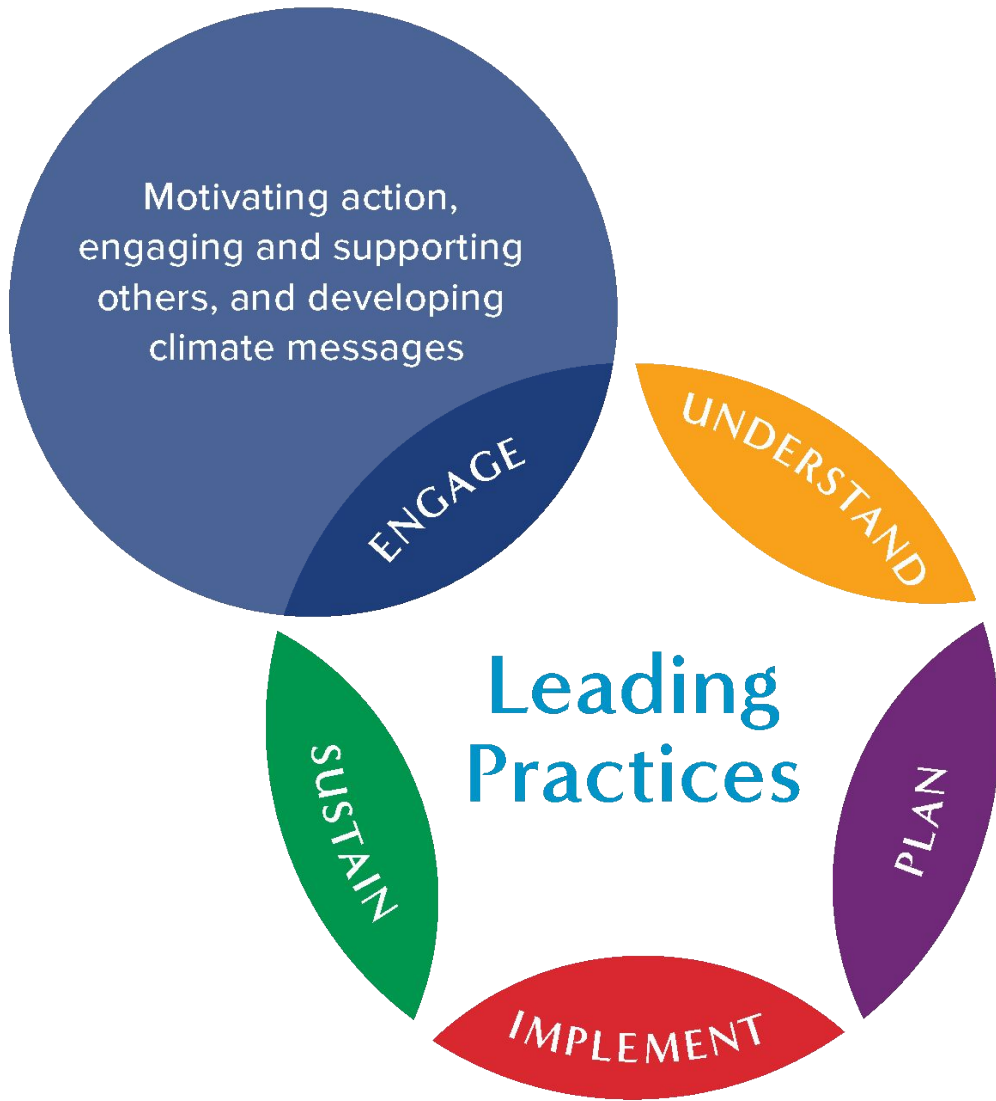 Motivating action,
engaging and supporting
others, and developing
climate messages
ENGAGE
UNDERSTAND
Leading
Practices
SUSTAIN
PLAN
IMPLEMENT